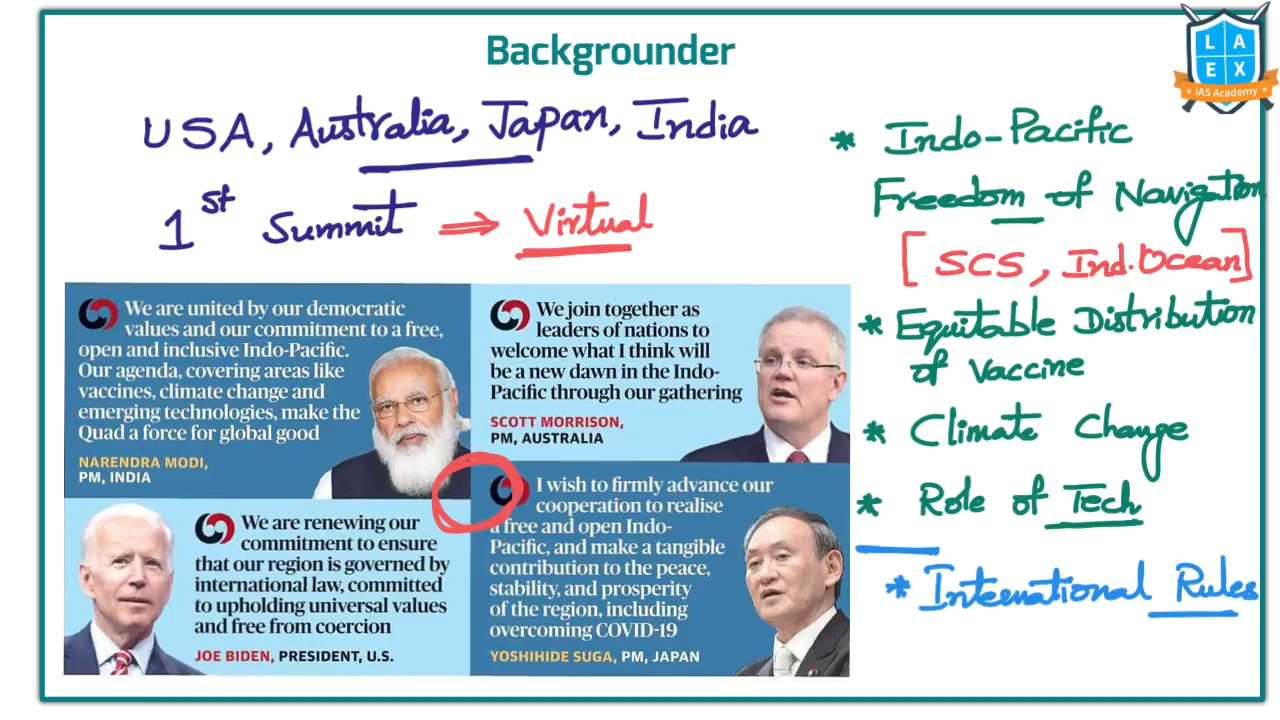 Backgrounder
L A
E X
IAS Academy
USA, Australia, Japan, India
1st Summit ⇒ Virtual
We are united by our democratic
values and our commitment to a free,
open and inclusive Indo-Pacific.
Our agenda, covering areas like
vaccines, climate change and
emerging technologies, make the
Quad a force for global good
NARENDRA MODI,
PM, INDIA
We join together as
leaders of nations to
welcome what I think will
be a new dawn in the Indo-
Pacific through our gathering
SCOTT MORRISON,
PM, AUSTRALIA
We are renewing our
commitment to ensure
that our region is governed by
international law, committed
to upholding universal values
and free from coercion
JOE BIDEN, PRESIDENT, U.S.
I wish to firmly advance our
cooperation to realise
a free and open Indo-
Pacific, and make a tangible
contribution to the peace,
stability, and prosperity
of the region, including
overcoming COVID-19
YOSHIHIDE SUGA, PM, JAPAN
* Indo-Pacific
Freedom of Navigation
[SCS, Ind. Ocean]
* Equitable Distribution
of Vaccine
* Climate Change
* Role of Tech
* International Rules